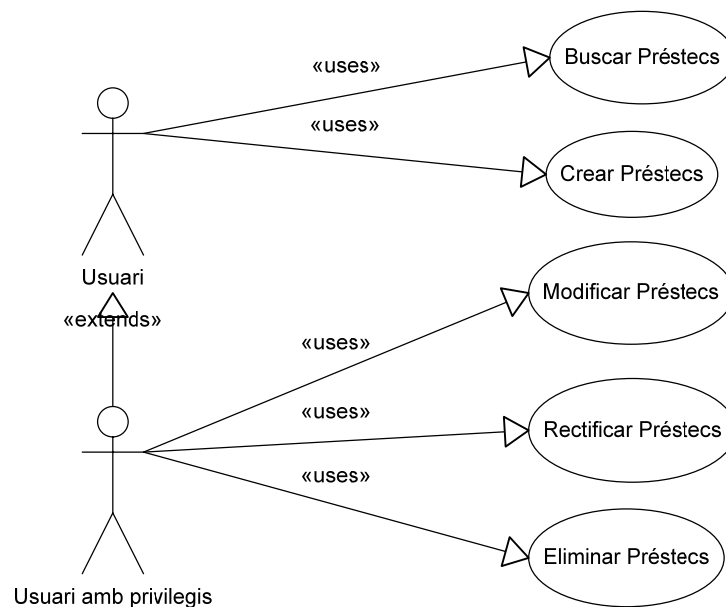 Buscar Préstecs
«uses»
«uses»
Crear Préstecs
Usuari
«extends»
Modificar Préstecs
«uses»
«uses»
Rectificar Préstecs
«uses»
Eliminar Préstecs
Usuari amb privilegis